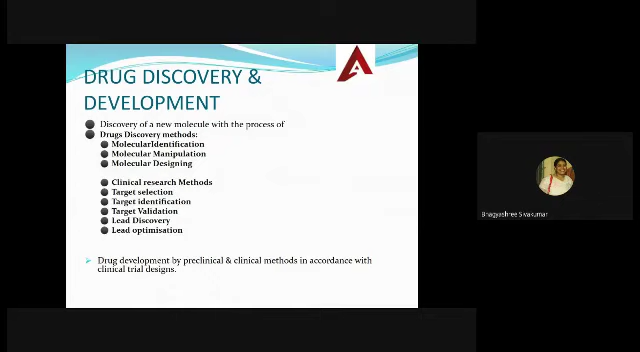 DRUG DISCOVERY &
DEVELOPMENT
Discovery of a new molecule with the process of
Drugs Discovery methods:
MolecularIdentification
Molecular Manipulation
Molecular Designing
Clinical research Methods
Target selection
Target identification
Target Validation
Lead Discovery
Lead optimisation
Drug development by preclinical & clinical methods in accordance with
clinical trial designs.
Bhagyashree Sivakumar